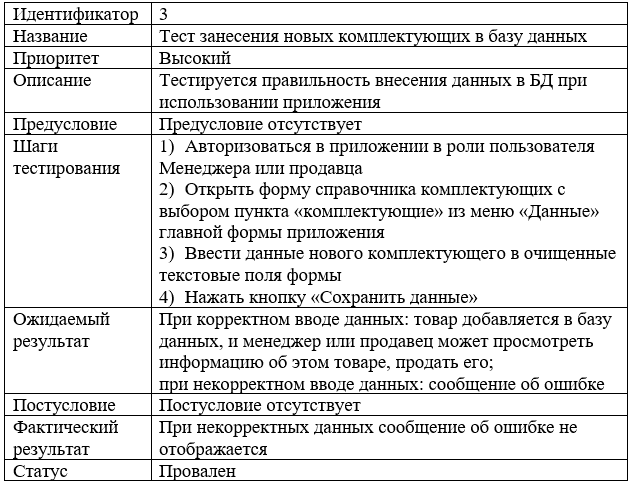 Идентификатор 3
Название Тест занесения новых комплектующих в базу данных
Приоритет Высокий
Описание Тестируется правильность внесения данных в БД при
использовании приложения
Предусловие Предусловие отсутствует
Шаги
тестирования
1) Авторизоваться в приложении в роли пользователя
Менеджера или продавца
2) Открыть форму справочника комплектующих с
выбором пункта «комплектующие» из меню «Данные»
главной формы приложения
3) Ввести данные нового комплектующего в очищенные
текстовые поля формы
4) Нажать кнопку «Сохранить данные»
Ожидаемый
результат
При корректном вводе данных: товар добавляется в базу
данных, и менеджер или продавец может просмотреть
информацию об этом товаре, продать его;
при некорректном вводе данных: сообщение об ошибке
Постусловие Постусловие отсутствует
Фактический
результат
При некорректных данных сообщение об ошибке не
отображается
Статус Провален